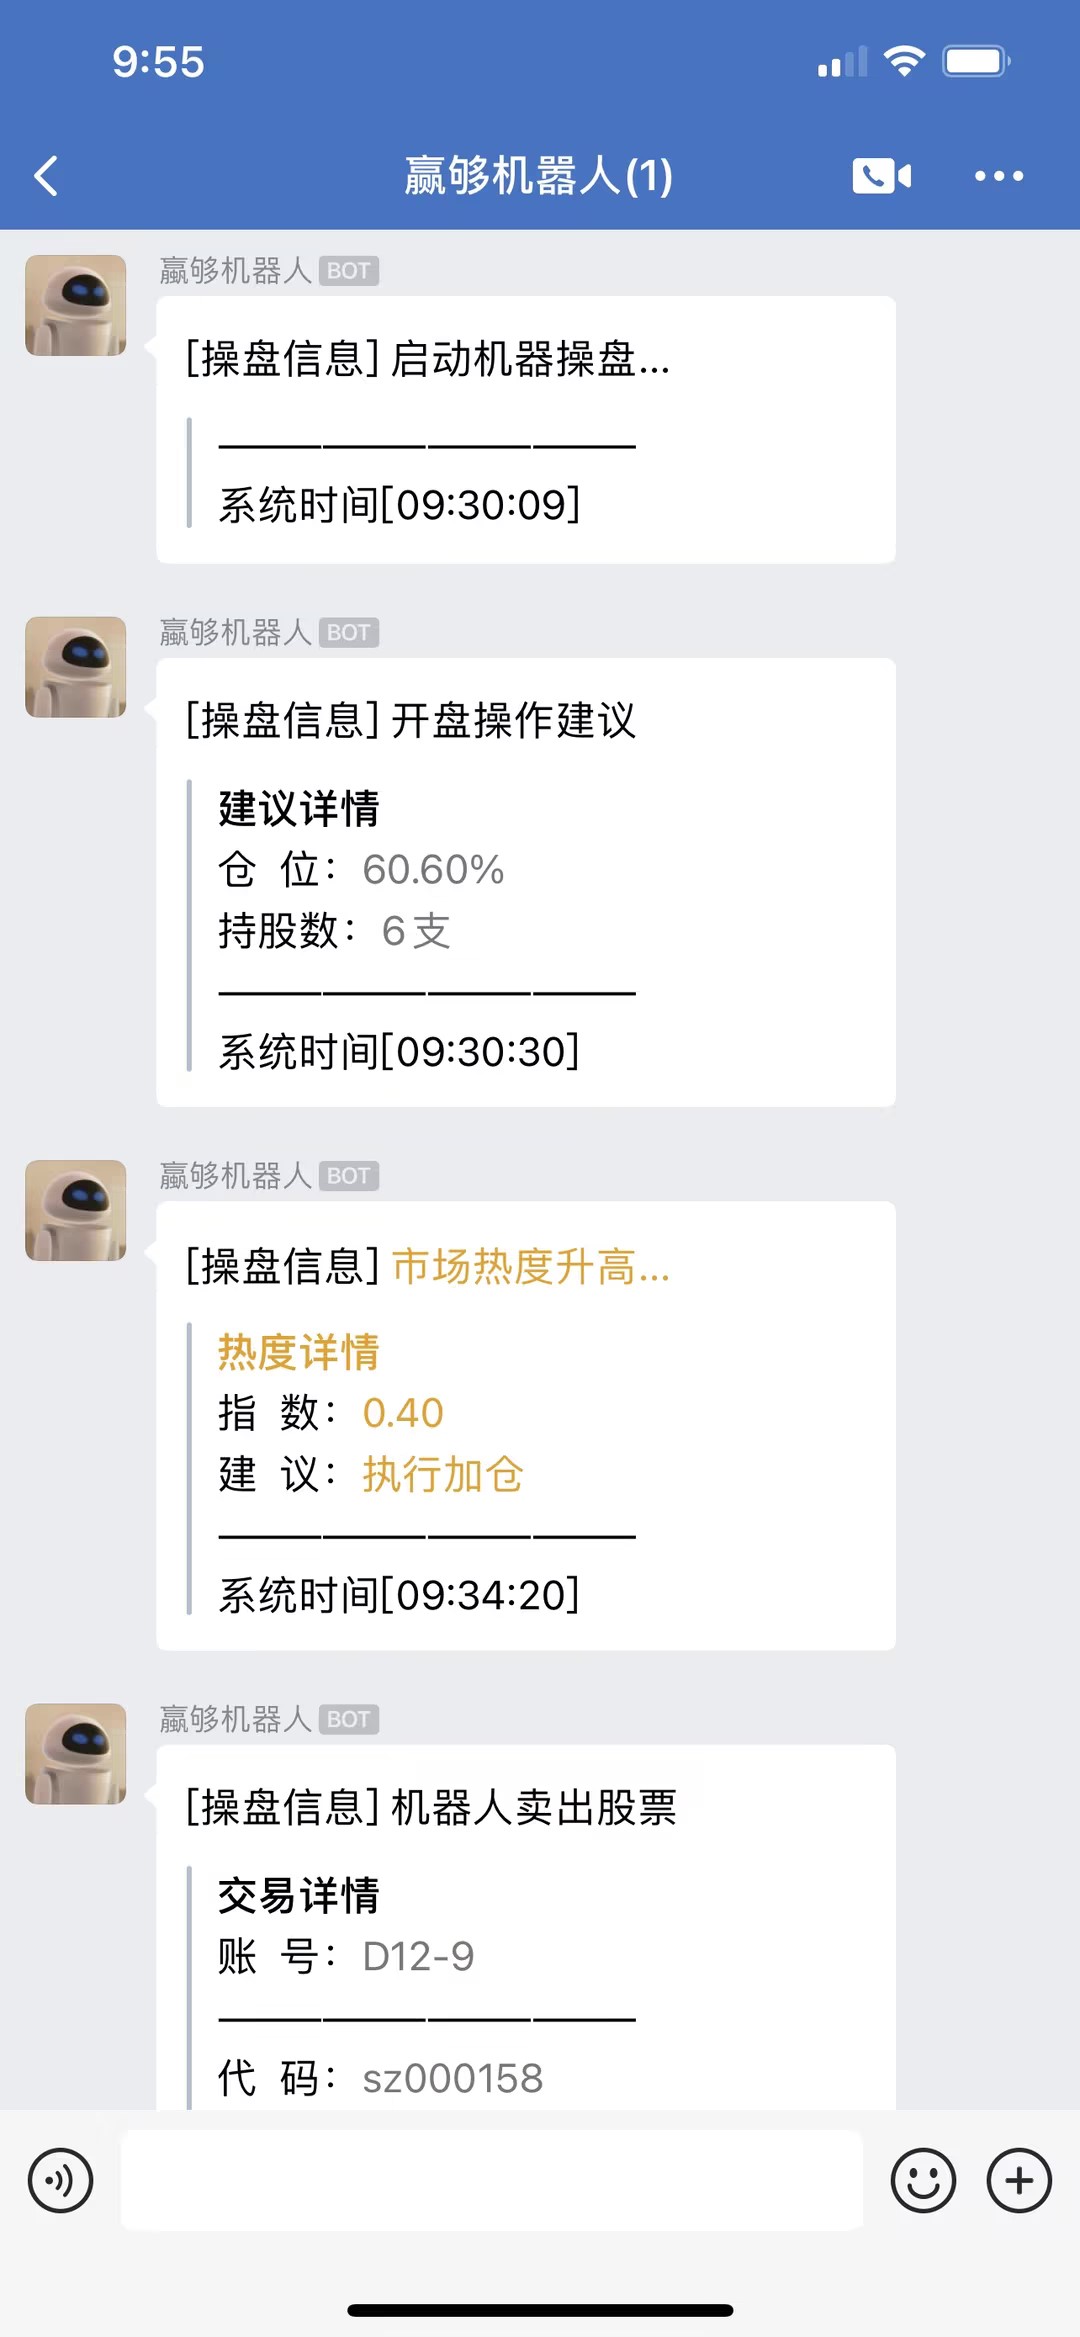 9:55
赢够机器人(1)
赢够机器人 BOT
[操盘信息] 启动机器操盘...
————————
系统时间[09:30:09]
赢够机器人 BOT
[操盘信息] 开盘操作建议
建议详情
仓 位： 60.60%
持股数： 6 支
————————
系统时间[09:30:30]
赢够机器人 BOT
[操盘信息] 市场热度升高...
热度详情
指 数： 0.40
建 议： 执行加仓
————————
系统时间[09:34:20]
赢够机器人 BOT
[操盘信息] 机器人卖出股票
交易详情
账 号： D12-9
————————
代 码： sz000158